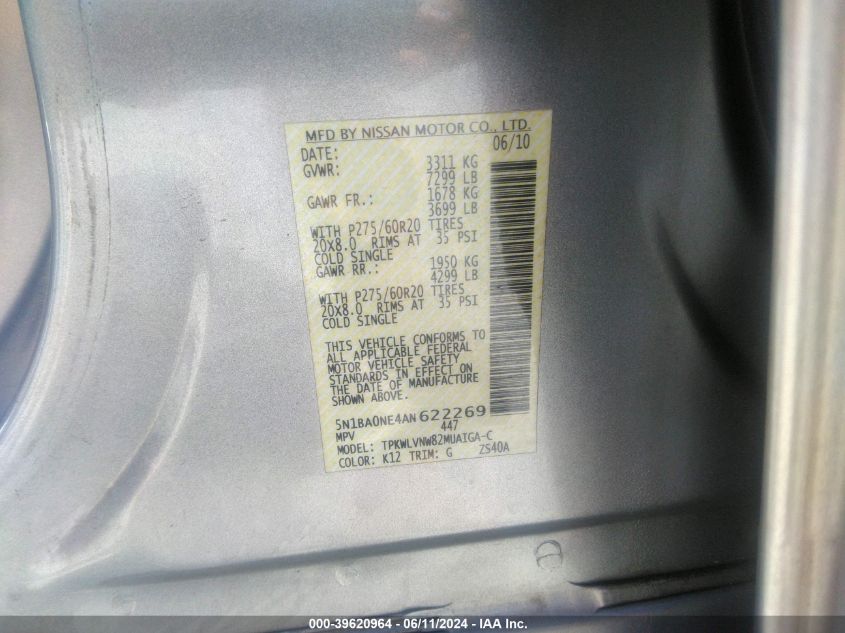 MFD BY NISSAN MOTOR CO., LTD.
DATE: 06/10
GVWR: 3311 KG
7299 LB
GAWR FR.: 1678 KG
3699 LB
WITH P275/60R20 TIRES
20X8.0 RIMS AT 35 PSI
COLD SINGLE
GAWR RR.: 1950 KG
4299 LB
WITH P275/60R20 TIRES
20X8.0 RIMS AT 35 PSI
COLD SINGLE
THIS VEHICLE CONFORMS TO
ALL APPLICABLE FEDERAL
MOTOR VEHICLE SAFETY
STANDARDS IN EFFECT ON
THE DATE OF MANUFACTURE
SHOWN ABOVE.
5N1BA0NE4AN622269
MPV 447
MODEL: TPKWLVNW82MUAIGA-C
COLOR: K12 TRIM: G ZS40A
000-39620964 - 06/11/2024 - IAA Inc.